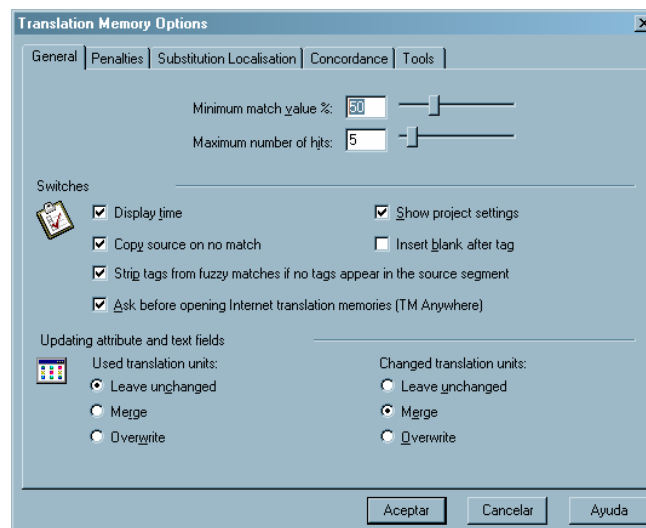 Translation Memory Options
General Penalties Substitution Localisation Concordance Tools
Minimum match value %: 50
Maximum number of hits: 5
Switches
Display time Show project settings
Copy source on no match Insert blank after tag
Strip tags from fuzzy matches if no tags appear in the source segment
Ask before opening Internet translation memories (TM Anywhere)
Updating attribute and text fields
Used translation units: Changed translation units:
Leave unchanged Leave unchanged
Merge Merge
Overwrite Overwrite
Aceptar Cancelar Ayuda